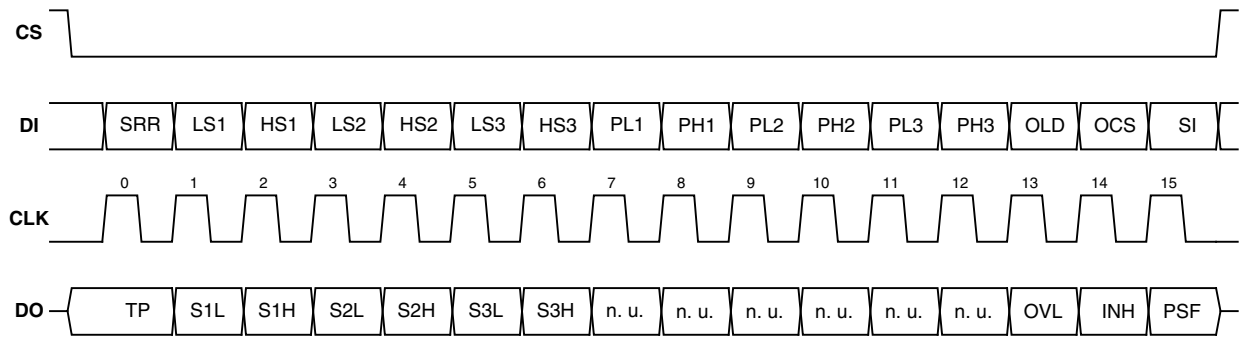 CS
DI SRR LS1 HS1 LS2 HS2 LS3 HS3 PL1 PH1 PL2 PH2 PL3 PH3 OLD OCS SI
0 1 2 3 4 5 6 7 8 9 10 11 12 13 14 15
CLK
DO TP S1L S1H S2L S2H S3L S3H n. u. n. u. n. u. n. u. n. u. n. u. OVL INH PSF